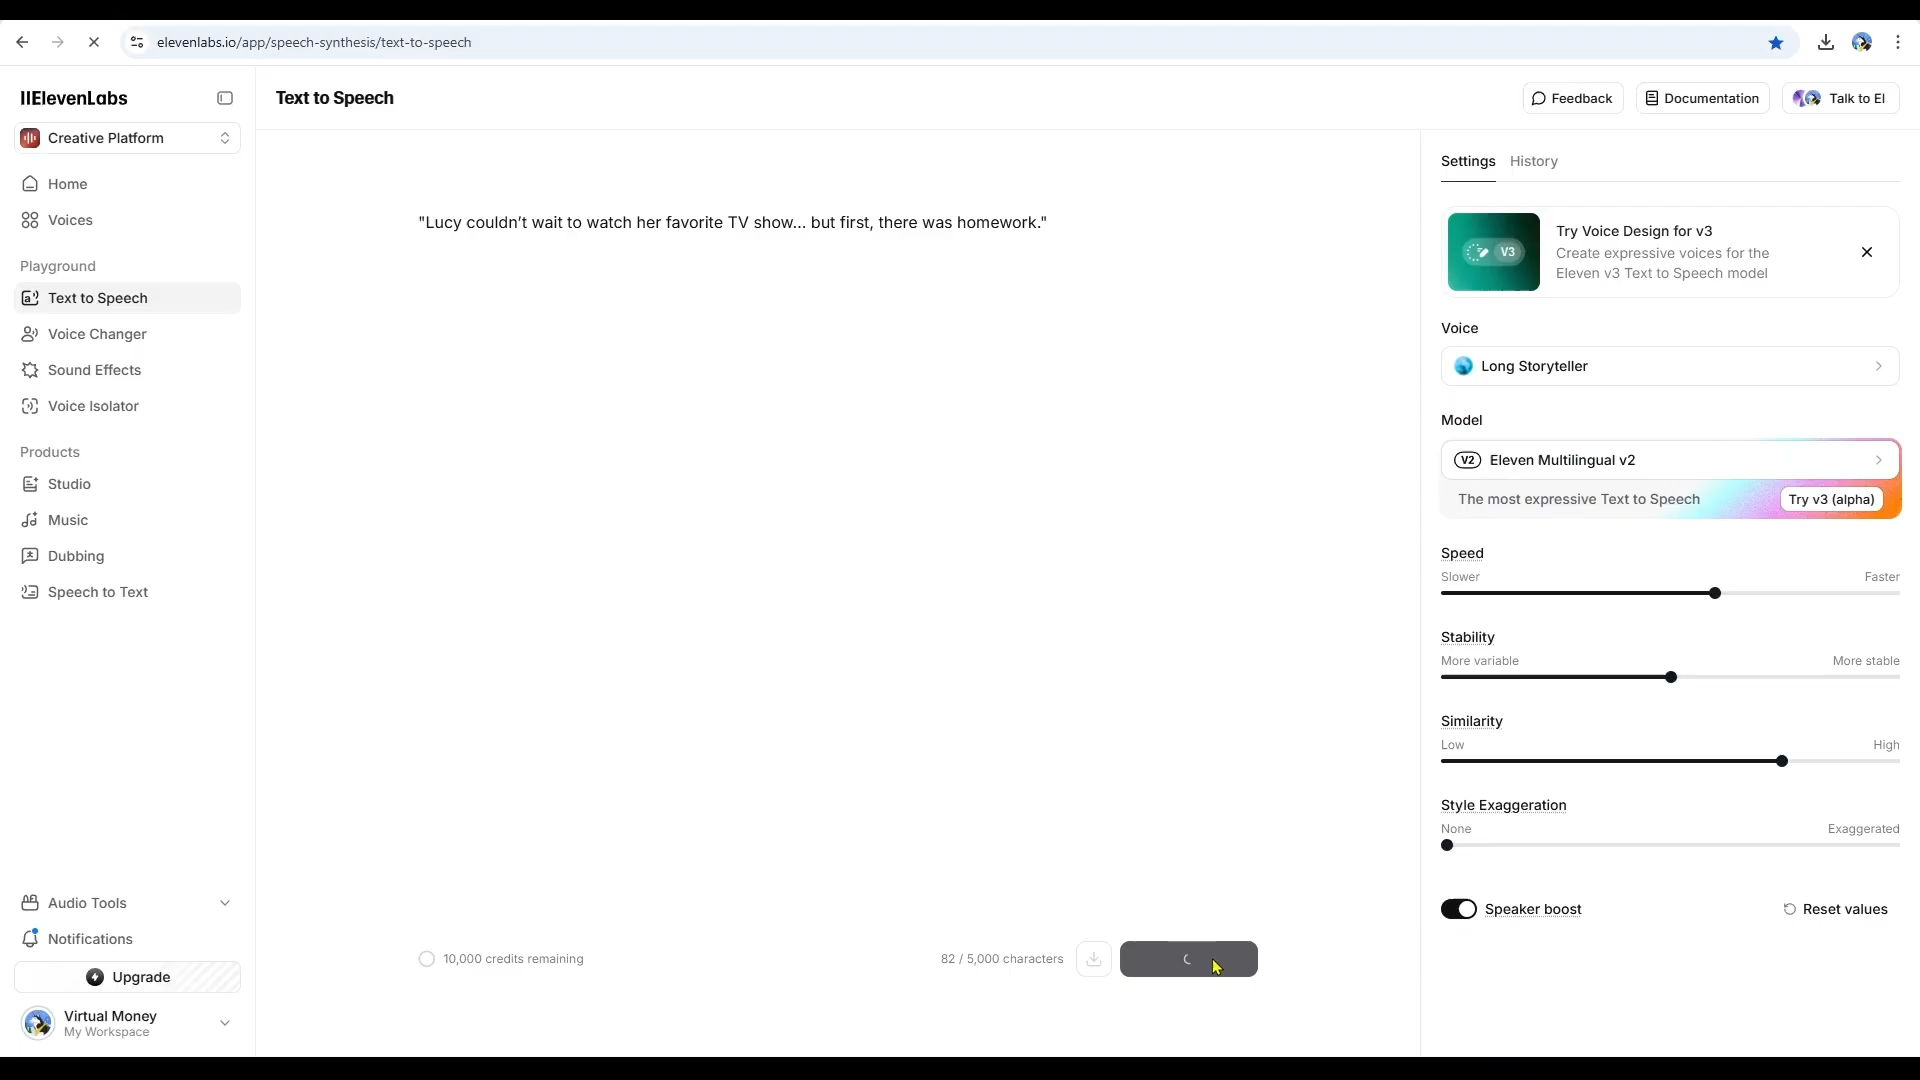 elevenlabs.io/app/speech-synthesis/text-to-speech
IIElevenLabs
Creative Platform
Home
Voices
Playground
Text to Speech
Voice Changer
Sound Effects
Voice Isolator
Products
Studio
Music
Dubbing
Speech to Text
Audio Tools
Notifications
Upgrade
Virtual Money
My Workspace
Text to Speech
Feedback
Documentation
Talk to El
"Lucy couldn’t wait to watch her favorite TV show… but first, there was homework."
10,000 credits remaining
82 / 5,000 characters
Settings
History
V3
Try Voice Design for v3
Create expressive voices for the
Eleven v3 Text to Speech model
Voice
Long Storyteller
Model
V2 Eleven Multilingual v2
The most expressive Text to Speech
Try v3 (alpha)
Speed
Slower
Faster
Stability
More variable
More stable
Similarity
Low
High
Style Exaggeration
None
Exaggerated
Speaker boost
Reset values